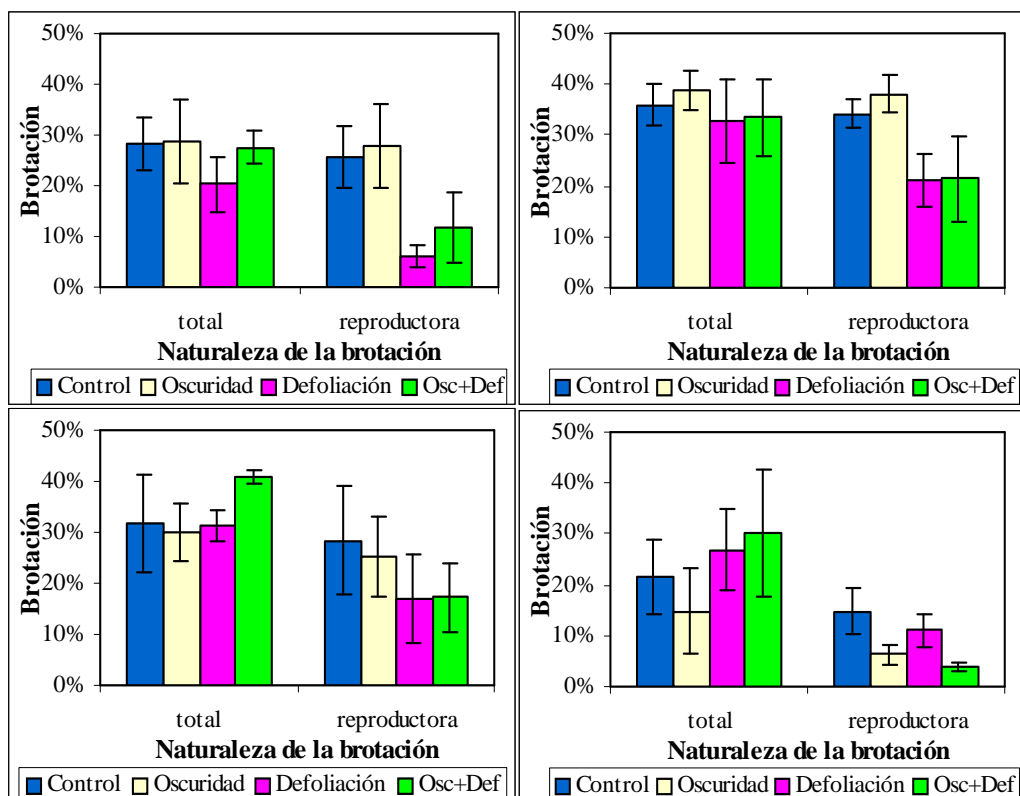 50%
40%
30%
20%
10%
0%
Brotación
total reproductora
Naturaleza de la brotación
Control Oscuridad Defoliación Osc+Def
50%
40%
30%
20%
10%
0%
Brotación
total reproductora
Naturaleza de la brotación
Control Oscuridad Defoliación Osc+Def
50%
40%
30%
20%
10%
0%
Brotación
total reproductora
Naturaleza de la brotación
Control Oscuridad Defoliación Osc+Def
50%
40%
30%
20%
10%
0%
Brotación
total reproductora
Naturaleza de la brotación
Control Oscuridad Defoliación Osc+Def